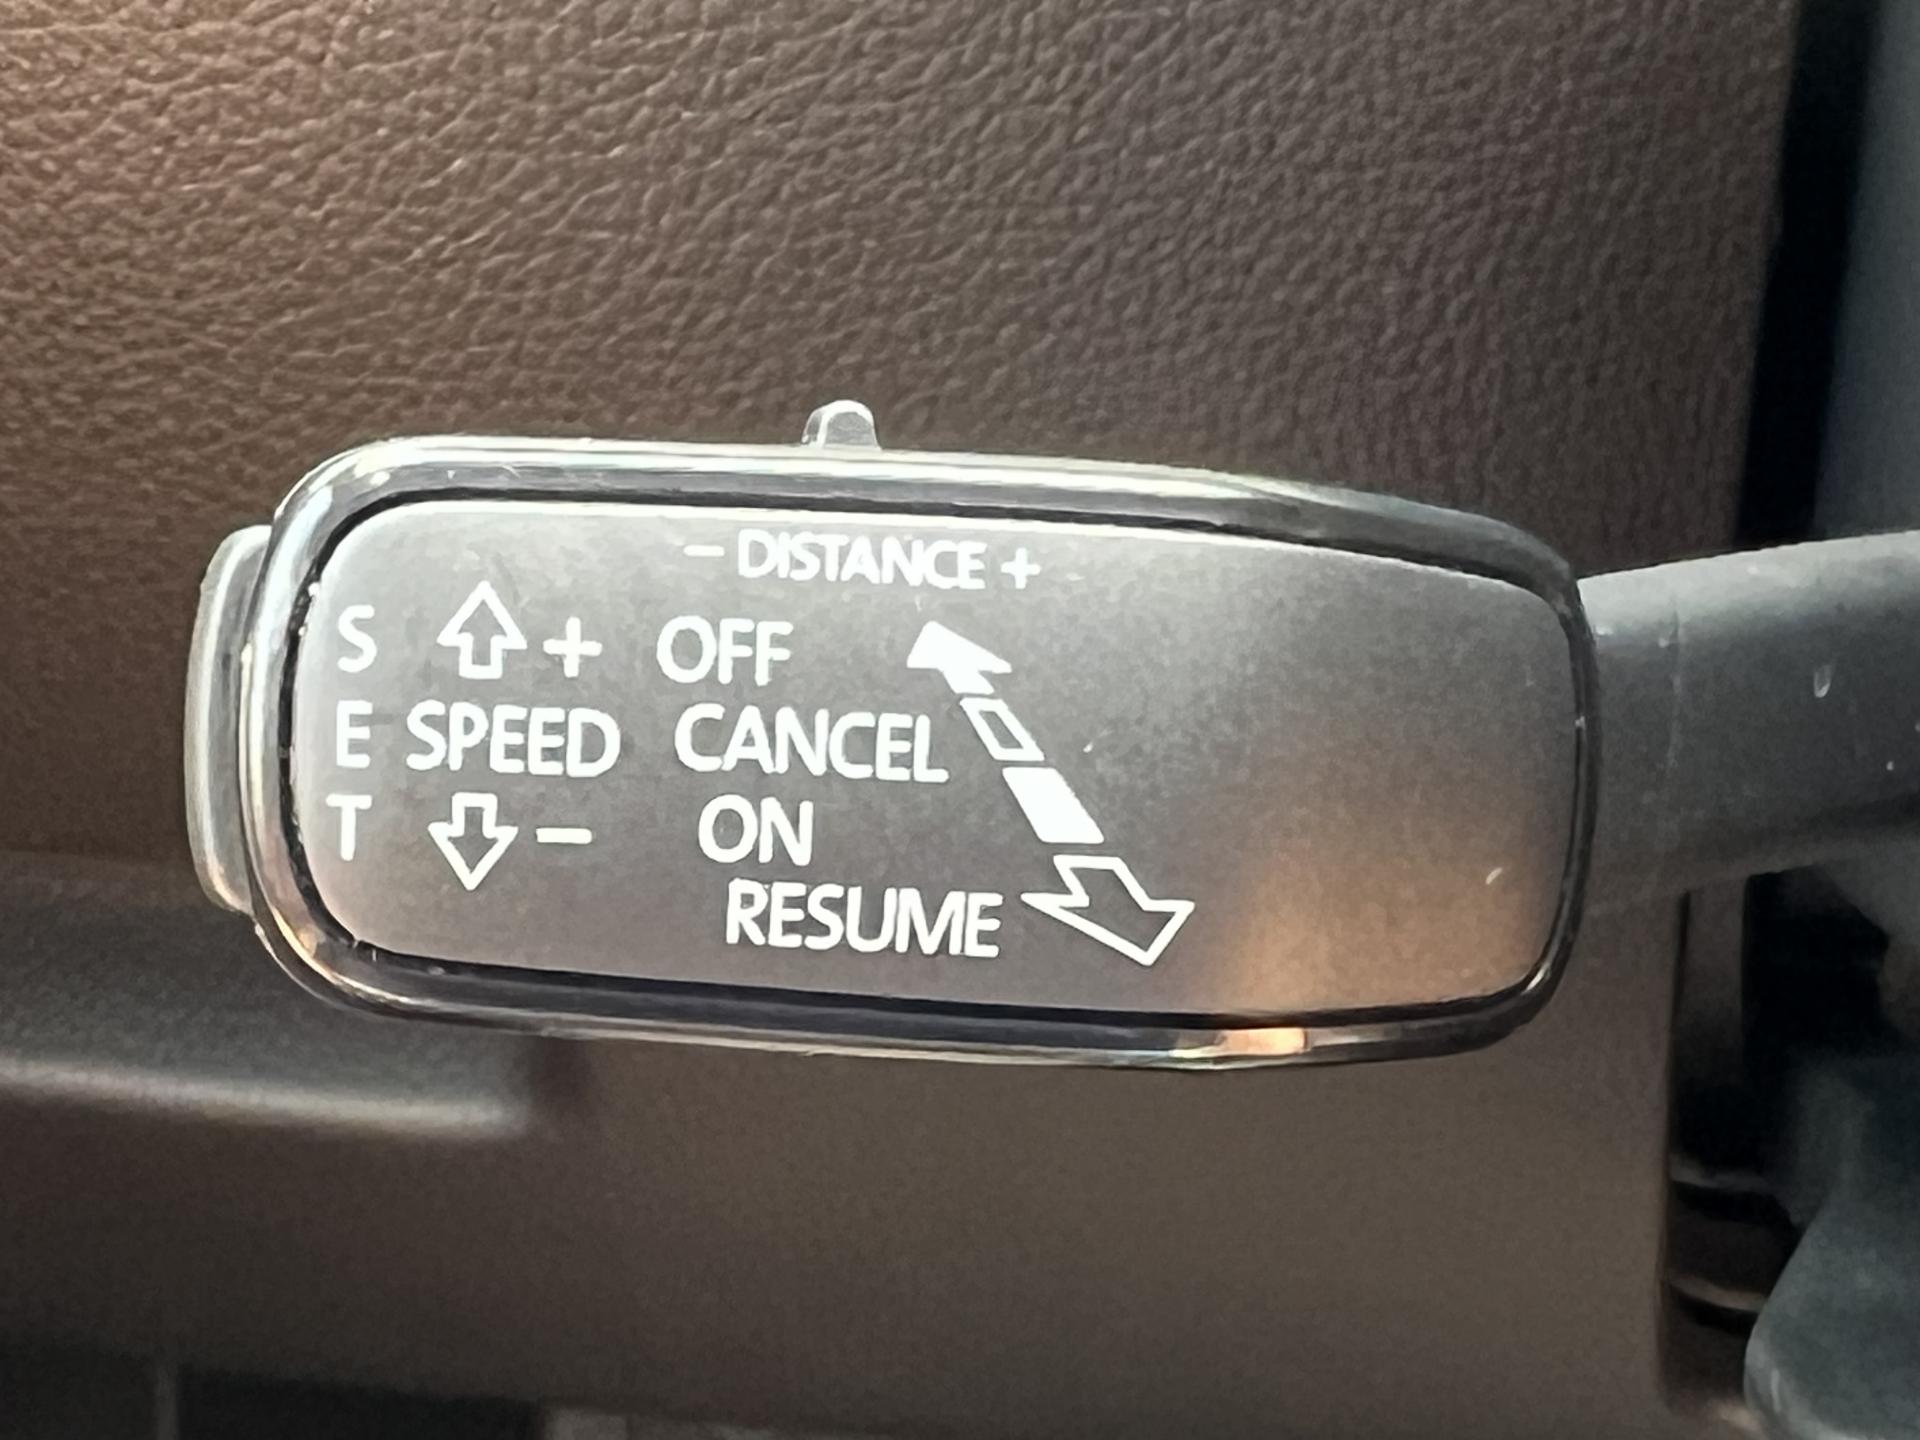 – DISTANCE +
S + OFF
E SPEED CANCEL
T – ON
RESUME